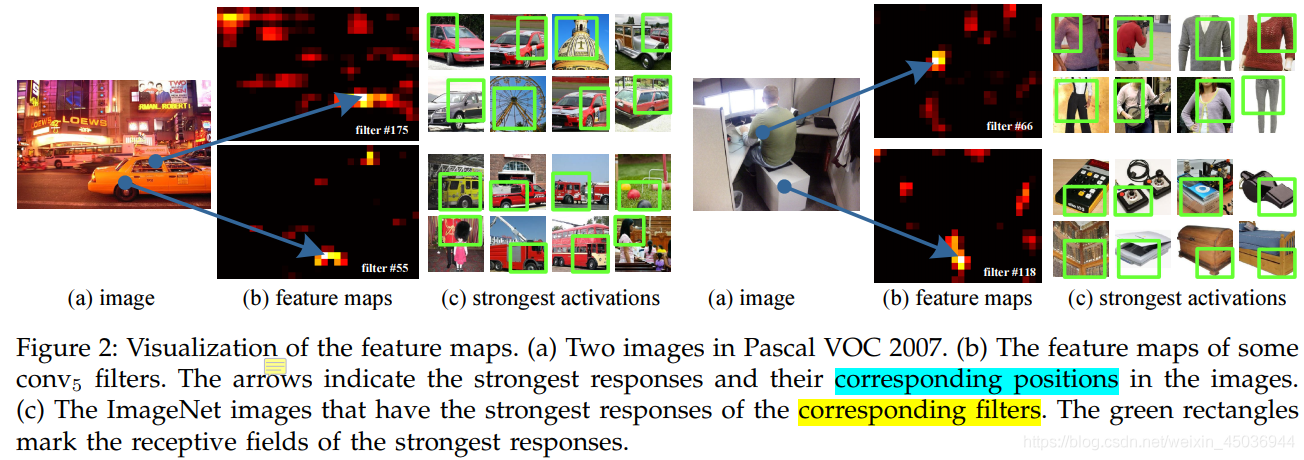 LOEWS
filter #175
filter #55
(a) image
(b) feature maps
(c) strongest activations
filter #66
filter #118
(a) image
(b) feature maps
(c) strongest activations
Figure 2: Visualization of the feature maps. (a) Two images in Pascal VOC 2007. (b) The feature maps of some
conv5 filters. The arrows indicate the strongest responses and their corresponding positions in the images.
(c) The ImageNet images that have the strongest responses of the corresponding filters. The green rectangles
mark the receptive fields of the strongest responses.
https://blog.csdn.net/weixin_45036944